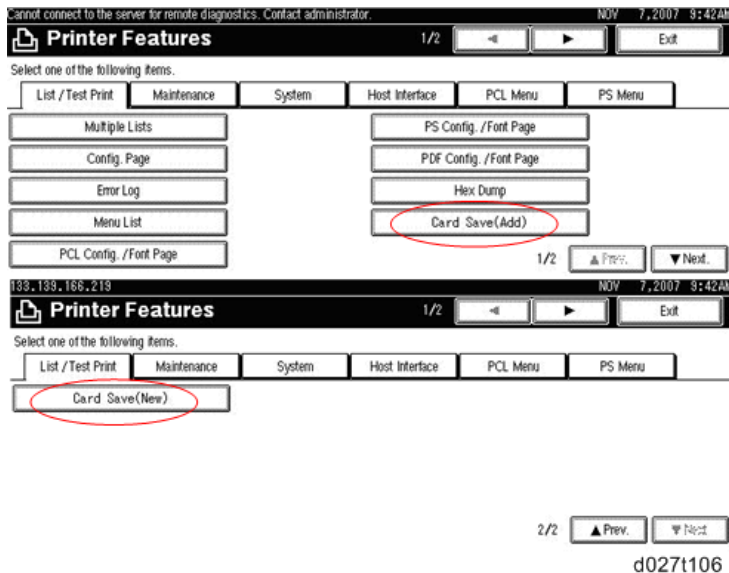 Cannot connect to the server for remote diagnostics. Contact administrator. NOV 7,2007 9:42AM
Printer Features 1/2 ◄ ► Exit
Select one of the following items.
List /Test Print Maintenance System Host Interface PCL Menu PS Menu
Multiple Lists PS Config. /Font Page
Config. Page PDF Config. /Font Page
Error Log Hex Dump
Menu List Card Save(Add)
PCL Config. /Font Page 1/2 ▲Prev. ▼Next.
133.139.166.219 NOV 7,2007 9:42AM
Printer Features 1/2 ◄ ► Exit
Select one of the following items.
List /Test Print Maintenance System Host Interface PCL Menu PS Menu
Card Save(New)
2/2 ▲Prev. ▼Next
d027t106